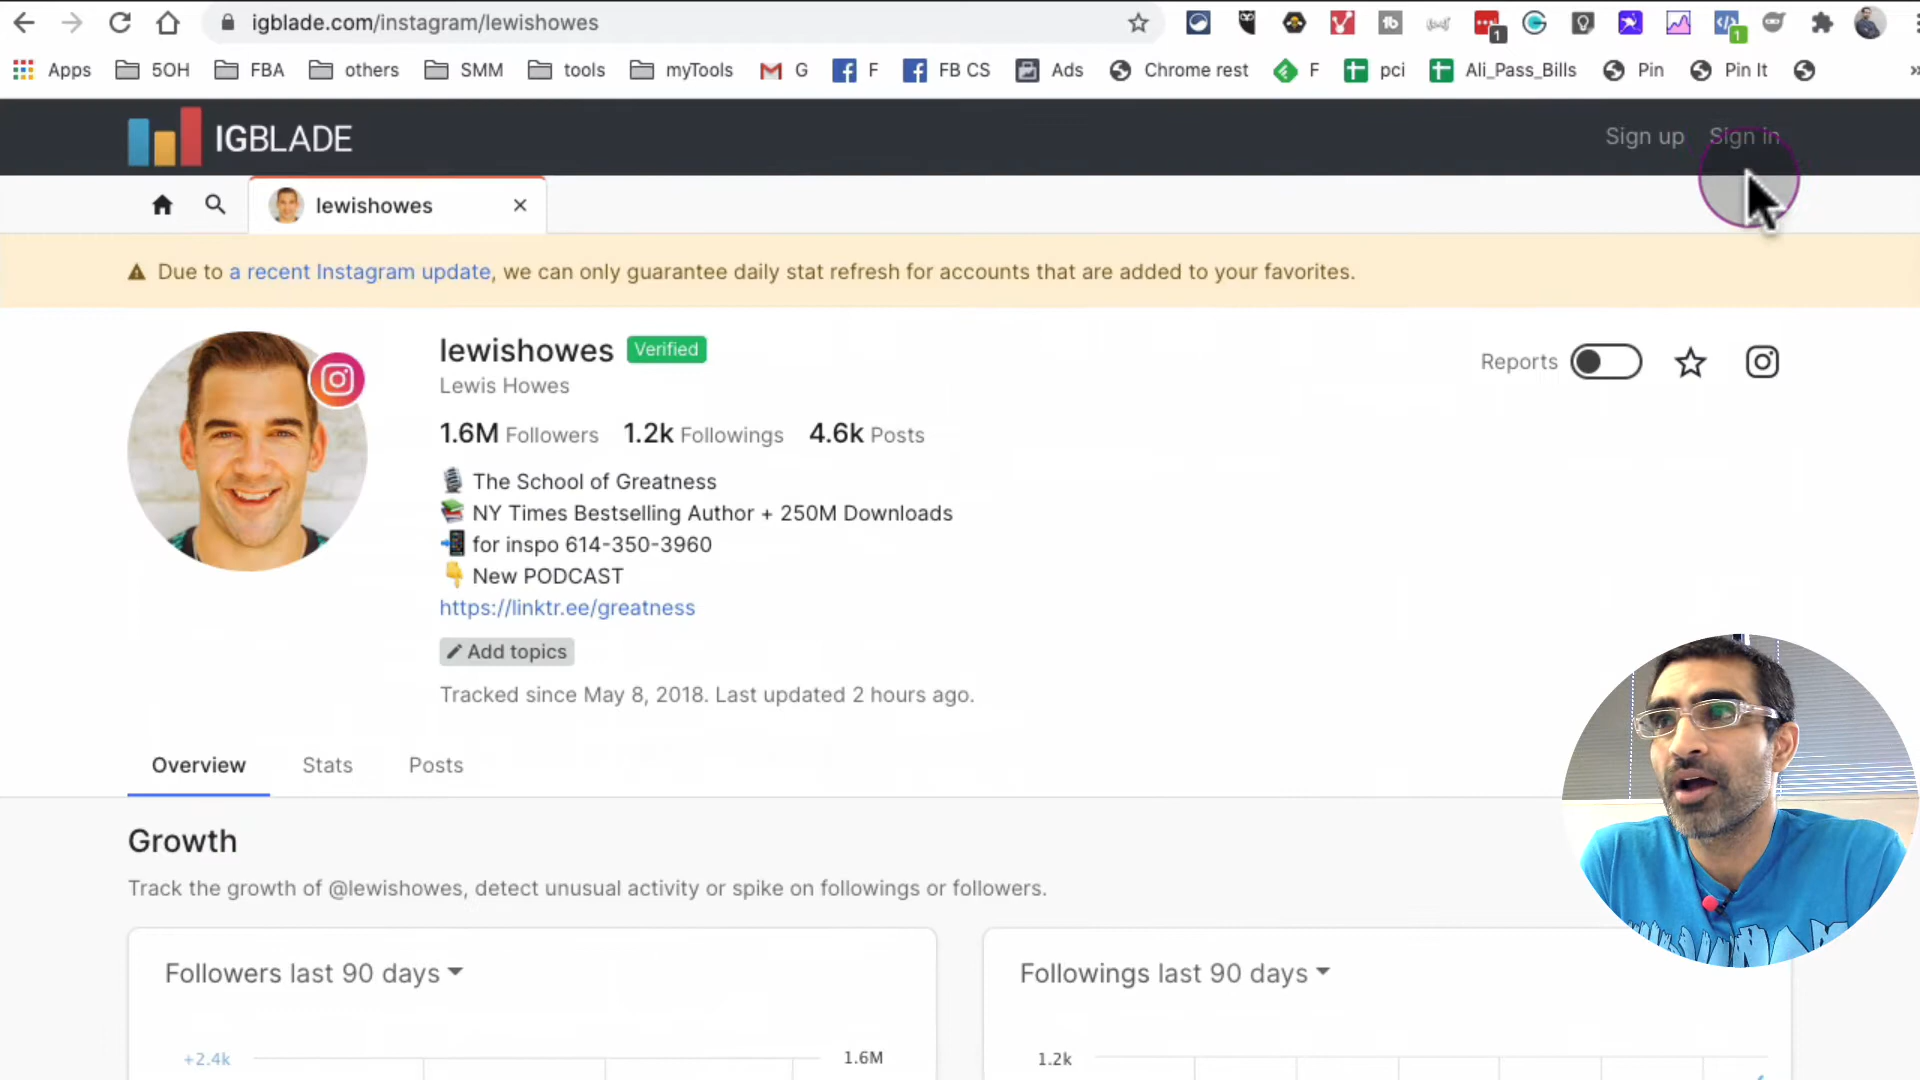 igblade.com/instagram/lewishowes
1
1
Apps 5OH FBA others SMM tools myTools G F FB CS Ads Chrome rest F pci Ali_Pass_Bills Pin Pin It »
IGBLADE
Sign up Sign in
lewishowes ×
Due to a recent Instagram update, we can only guarantee daily stat refresh for accounts that are added to your favorites.
lewishowes Verified
Reports
Lewis Howes
1.6M Followers 1.2k Followings 4.6k Posts
The School of Greatness
NY Times Bestselling Author + 250M Downloads
for inspo 614-350-3960
New PODCAST
https://linktr.ee/greatness
Add topics
Tracked since May 8, 2018. Last updated 2 hours ago.
Overview Stats Posts
Growth
Track the growth of @lewishowes, detect unusual activity or spike on followings or followers.
Followers last 90 days
+2.4k
1.6M
Followings last 90 days
1.2k